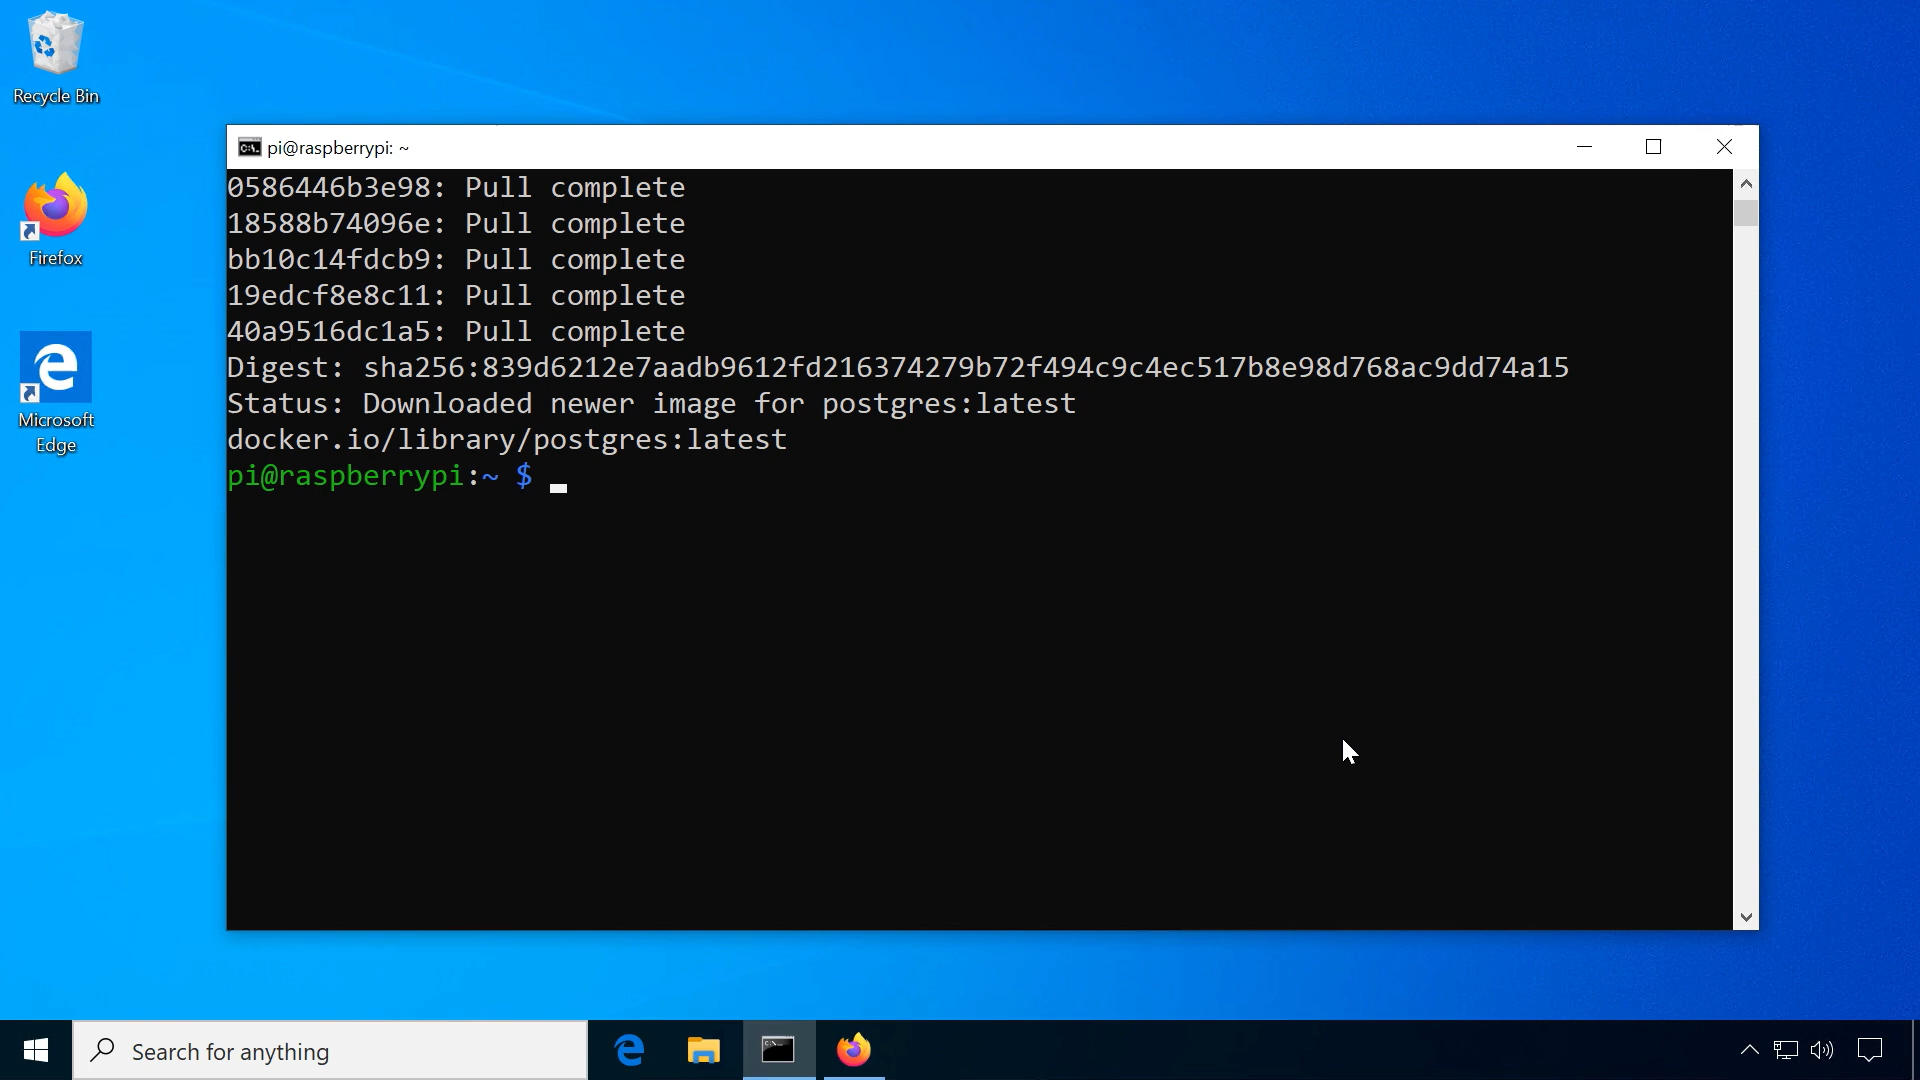 Recycle Bin
Firefox
Microsoft
Edge
pi@raspberrypi: ~
0586446b3e98: Pull complete
18588b74096e: Pull complete
bb10c14fdcb9: Pull complete
19edcf8e8c11: Pull complete
40a9516dc1a5: Pull complete
Digest: sha256:839d6212e7aadb9612fd216374279b72f494c9c4ec517b8e98d768ac9dd74a15
Status: Downloaded newer image for postgres:latest
docker.io/library/postgres:latest
pi@raspberrypi:~ $
Search for anything